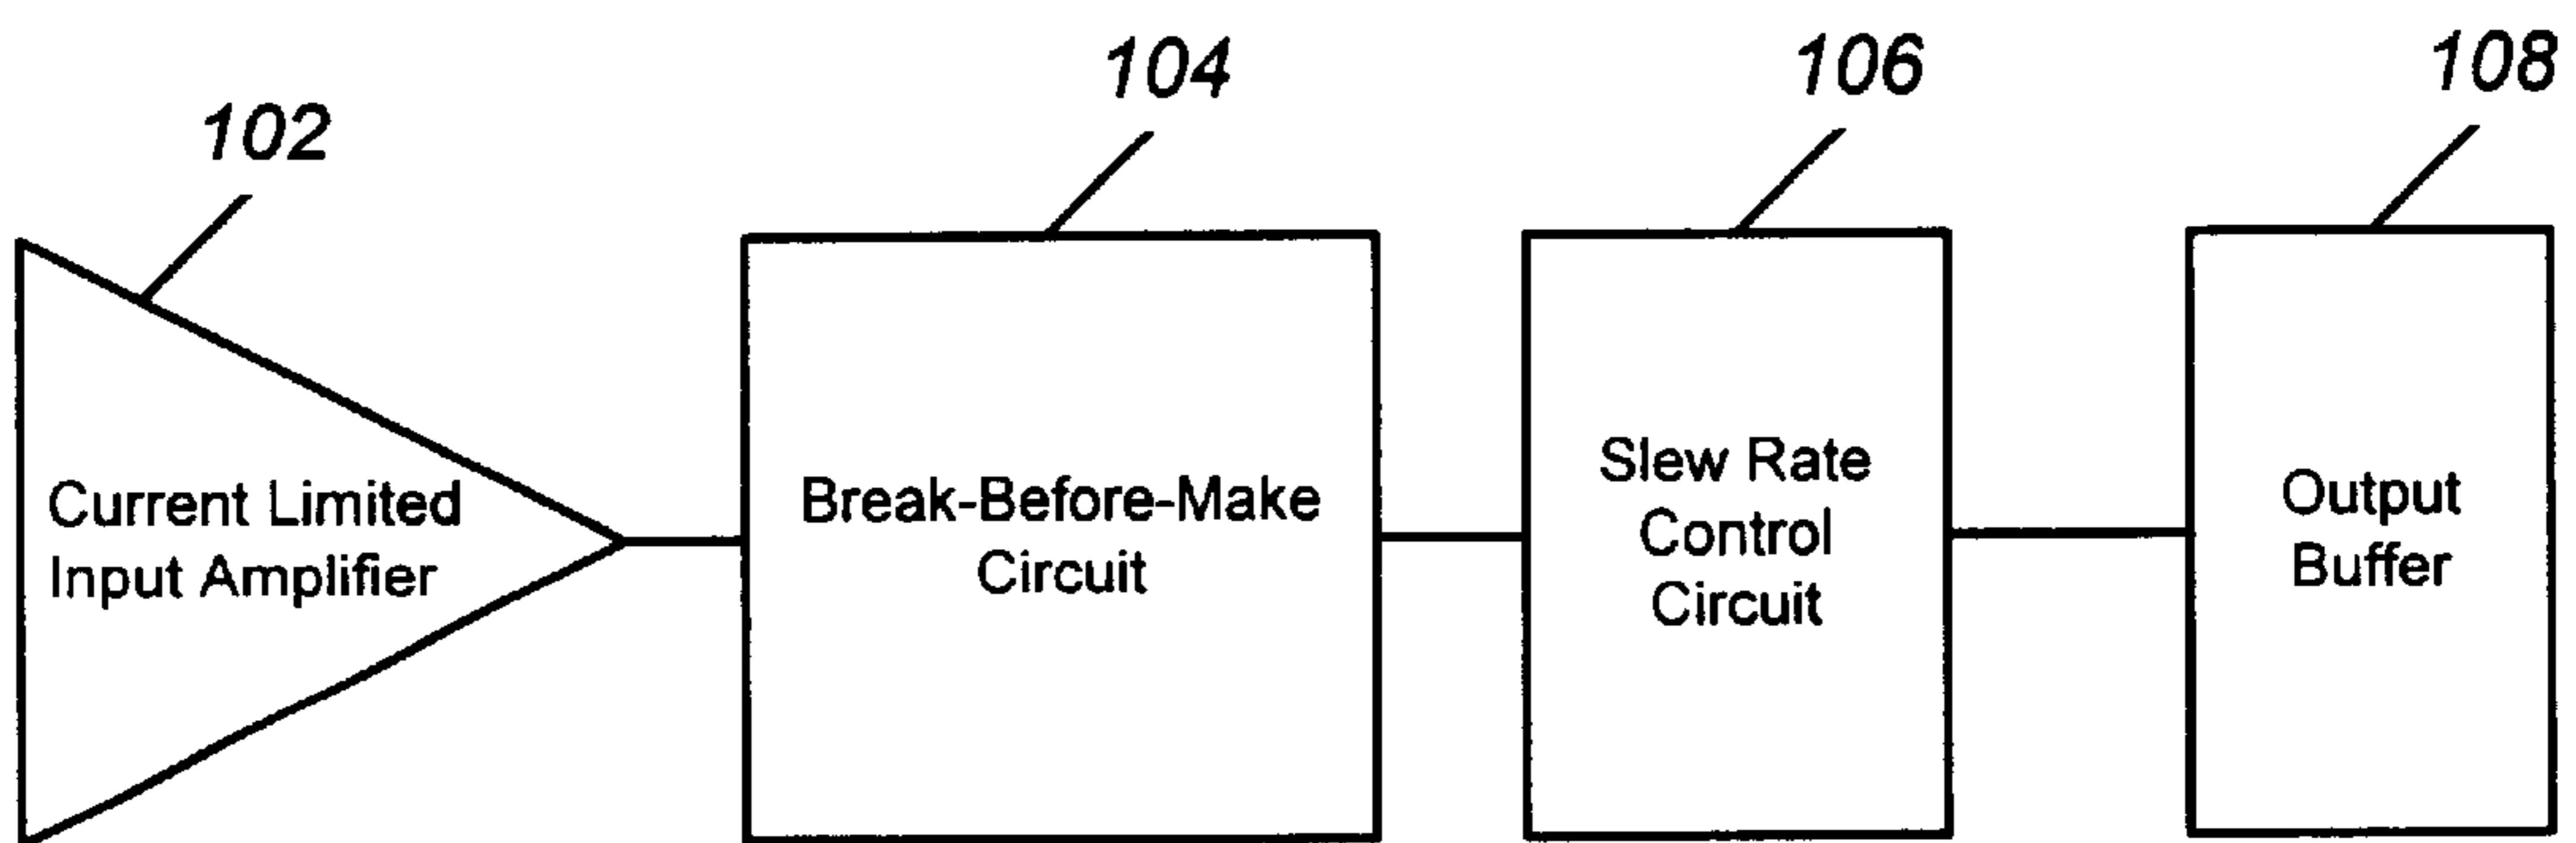 102
104
106
108
Current Limited
Input Amplifier
Break-Before-Make
Circuit
Slew Rate
Control
Circuit
Output
Buffer